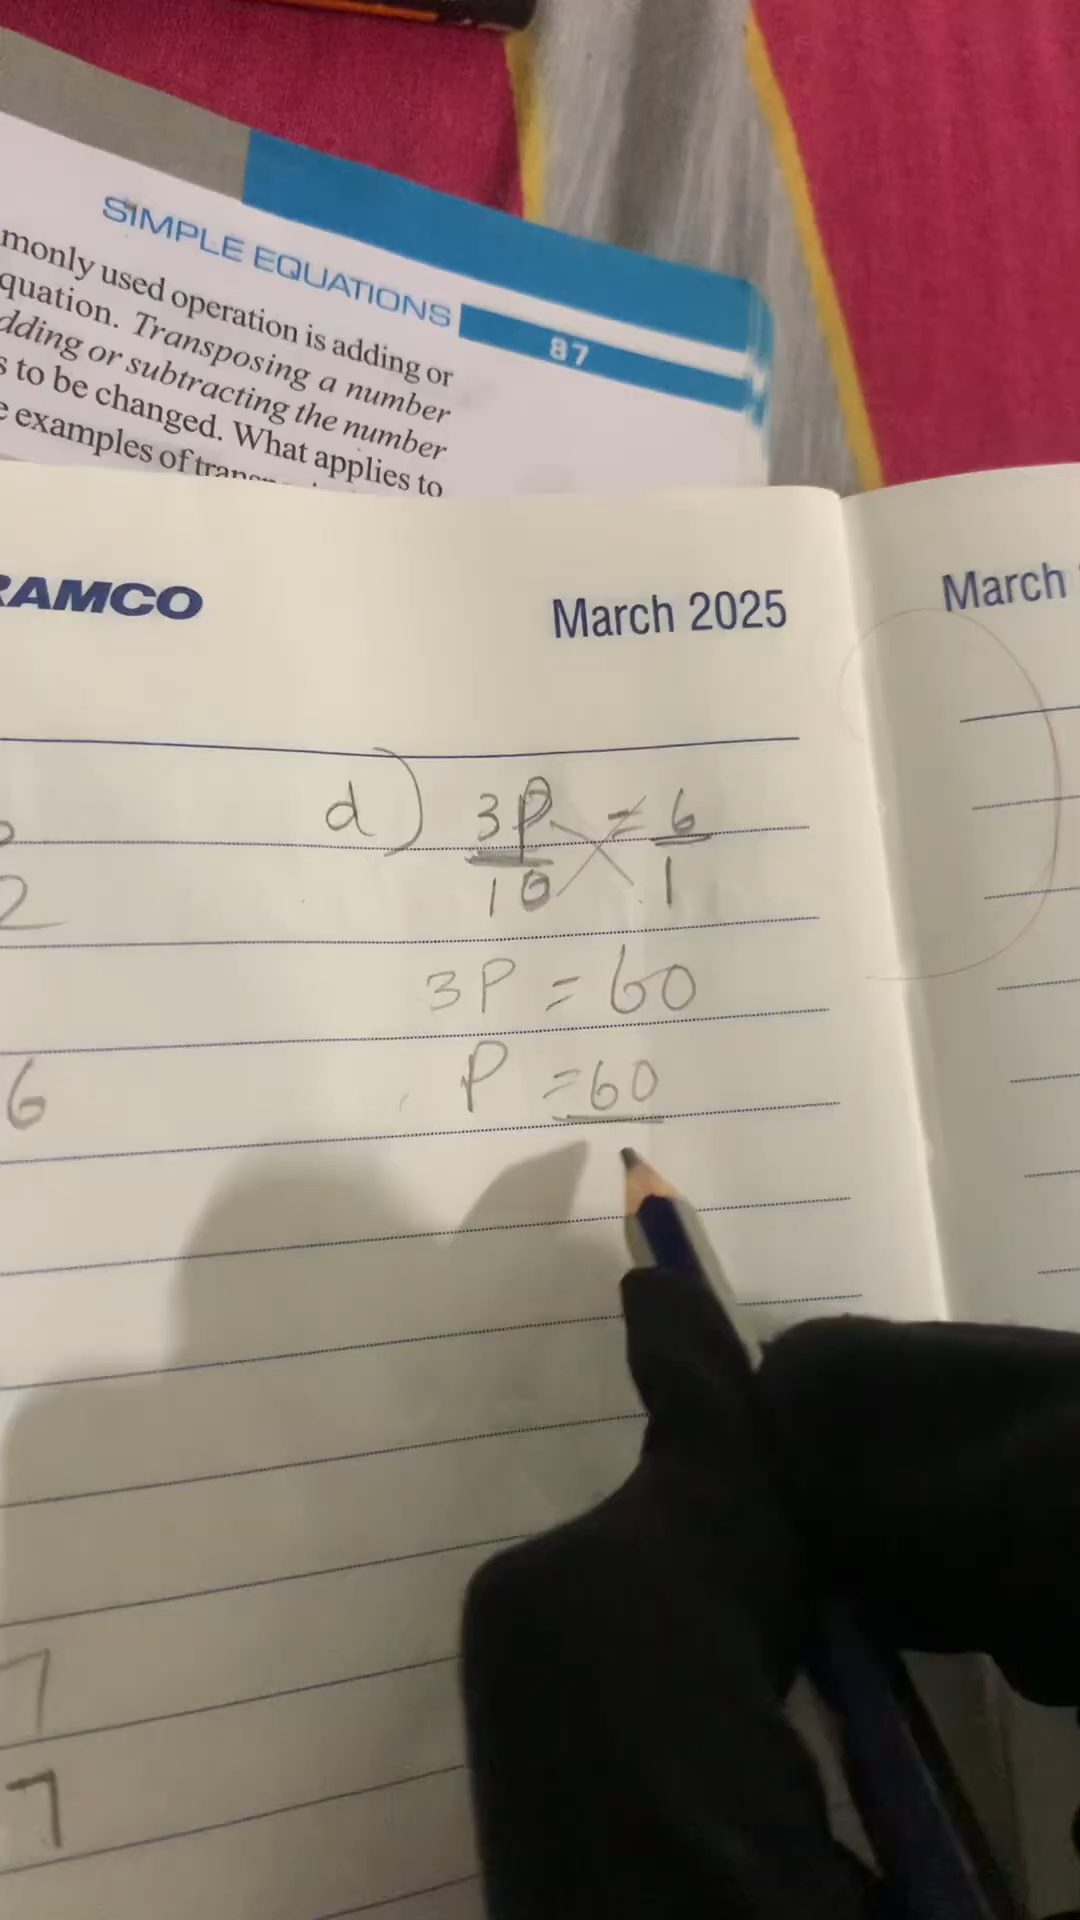 SIMPLE EQUATIONS
87
monly used operation is adding or
quation. Transposing a number
dding or subtracting the number
s to be changed. What applies to
e examples of
RAMCO
March 2025
March
d) 3P = 6
10 1
3P = 60
P = 60
2
6
7
7